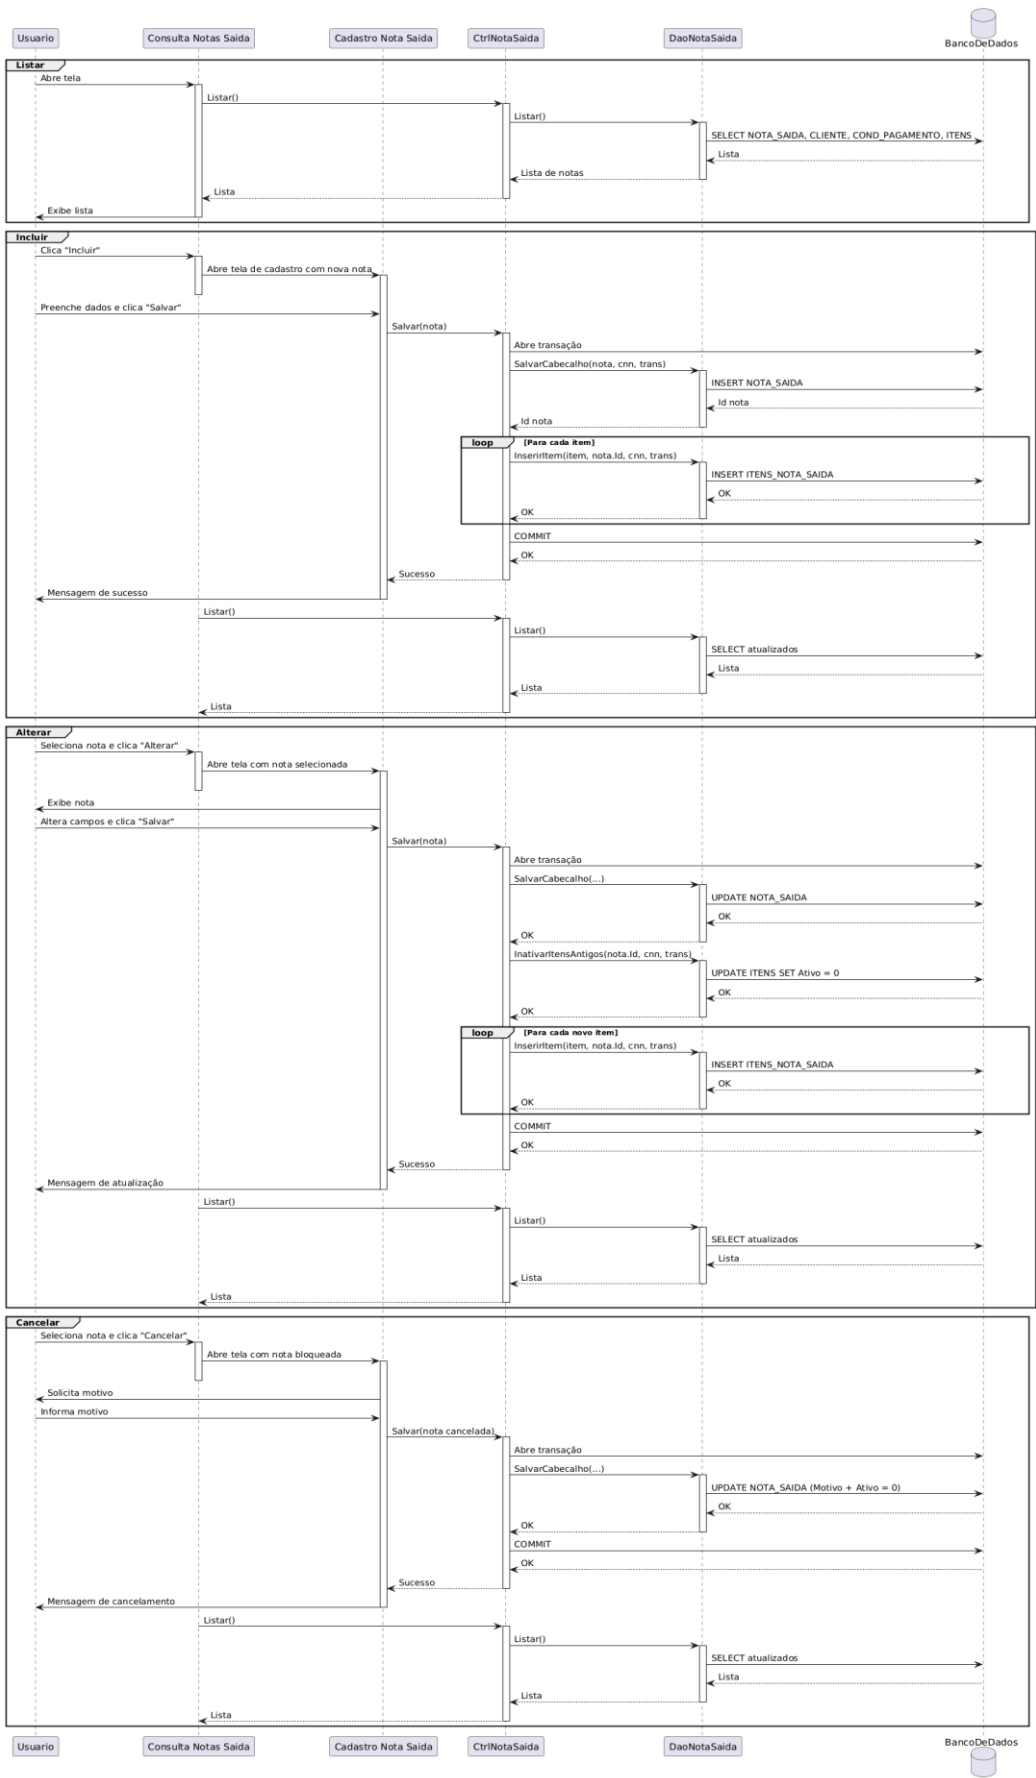 Usuario
Consulta Notas Saida
Cadastro Nota Saida
CtrlNotaSaida
DaoNotaSaida
BancoDeDados
Listar
Abre tela
Listar()
Listar()
SELECT NOTA_SAIDA, CLIENTE, COND_PAGAMENTO, ITENS
Lista
Lista de notas
Lista
Exibe lista
Incluir
Clica "Incluir"
Abre tela de cadastro com nova nota
Preenche dados e clica "Salvar"
Salvar(nota)
Abre transação
SalvarCabecalho(nota, cnn, trans)
INSERT NOTA_SAIDA
Id nota
Id nota
loop [Para cada item]
InserirItem(item, nota.Id, cnn, trans)
INSERT ITENS_NOTA_SAIDA
OK
OK
COMMIT
OK
Sucesso
Mensagem de sucesso
Listar()
Listar()
SELECT atualizados
Lista
Lista
Lista
Alterar
Seleciona nota e clica "Alterar"
Abre tela com nota selecionada
Exibe nota
Altera campos e clica "Salvar"
Salvar(nota)
Abre transação
SalvarCabecalho(...)
UPDATE NOTA_SAIDA
OK
OK
InativarItensAntigos(nota.Id, cnn, trans)
UPDATE ITENS SET Ativo = 0
OK
OK
loop [Para cada novo item]
InserirItem(item, nota.Id, cnn, trans)
INSERT ITENS_NOTA_SAIDA
OK
OK
COMMIT
OK
Sucesso
Mensagem de atualização
Listar()
Listar()
SELECT atualizados
Lista
Lista
Lista
Cancelar
Seleciona nota e clica "Cancelar"
Abre tela com nota bloqueada
Solicita motivo
Informa motivo
Salvar(nota cancelada)
Abre transação
SalvarCabecalho(...)
UPDATE NOTA_SAIDA (Motivo + Ativo = 0)
OK
OK
COMMIT
OK
Sucesso
Mensagem de cancelamento
Listar()
Listar()
SELECT atualizados
Lista
Lista
Lista
Usuario
Consulta Notas Saida
Cadastro Nota Saida
CtrlNotaSaida
DaoNotaSaida
BancoDeDados